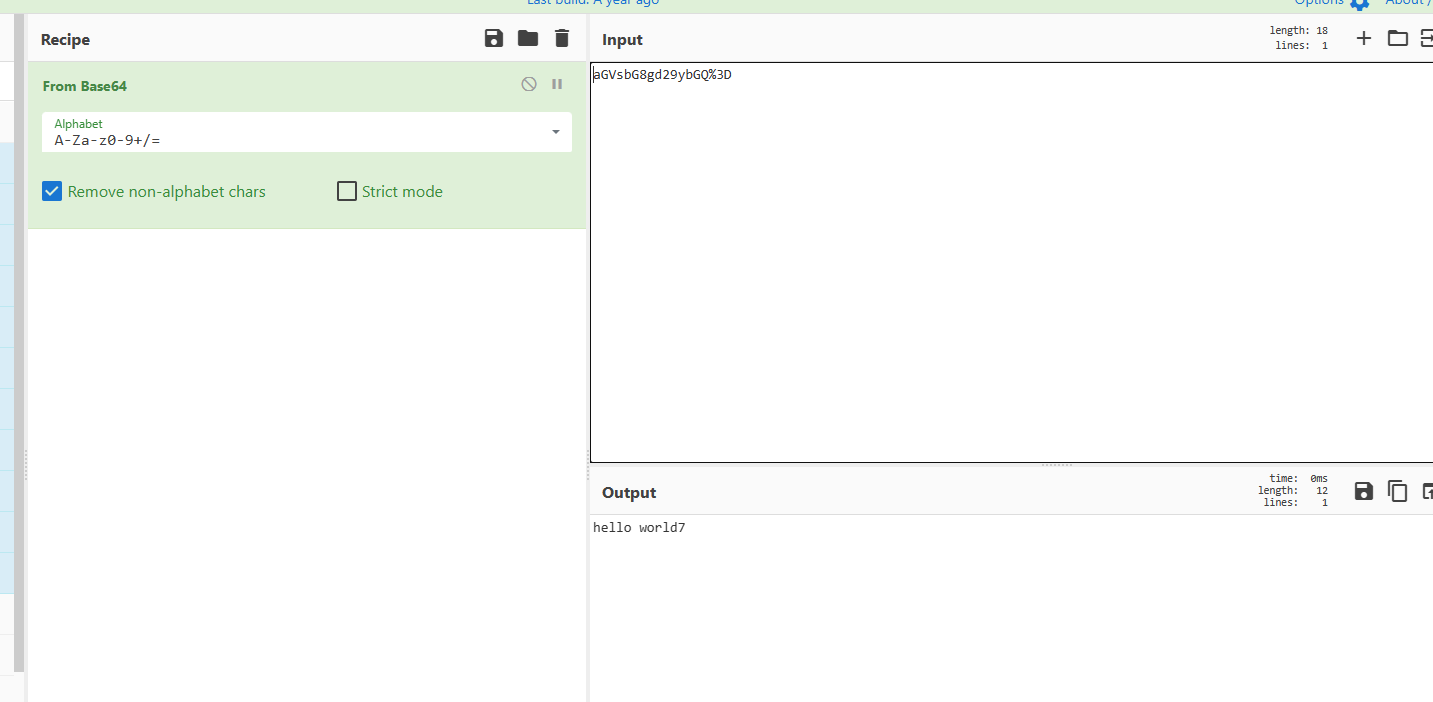 Last build: A year ago
Options
About /
Recipe
From Base64
Alphabet
A-Za-z0-9+/=
Remove non-alphabet chars
Strict mode
Input
length: 18
lines: 1
aGVsbG8gd29ybGQ%3D
Output
time: 0ms
length: 12
lines: 1
hello world7